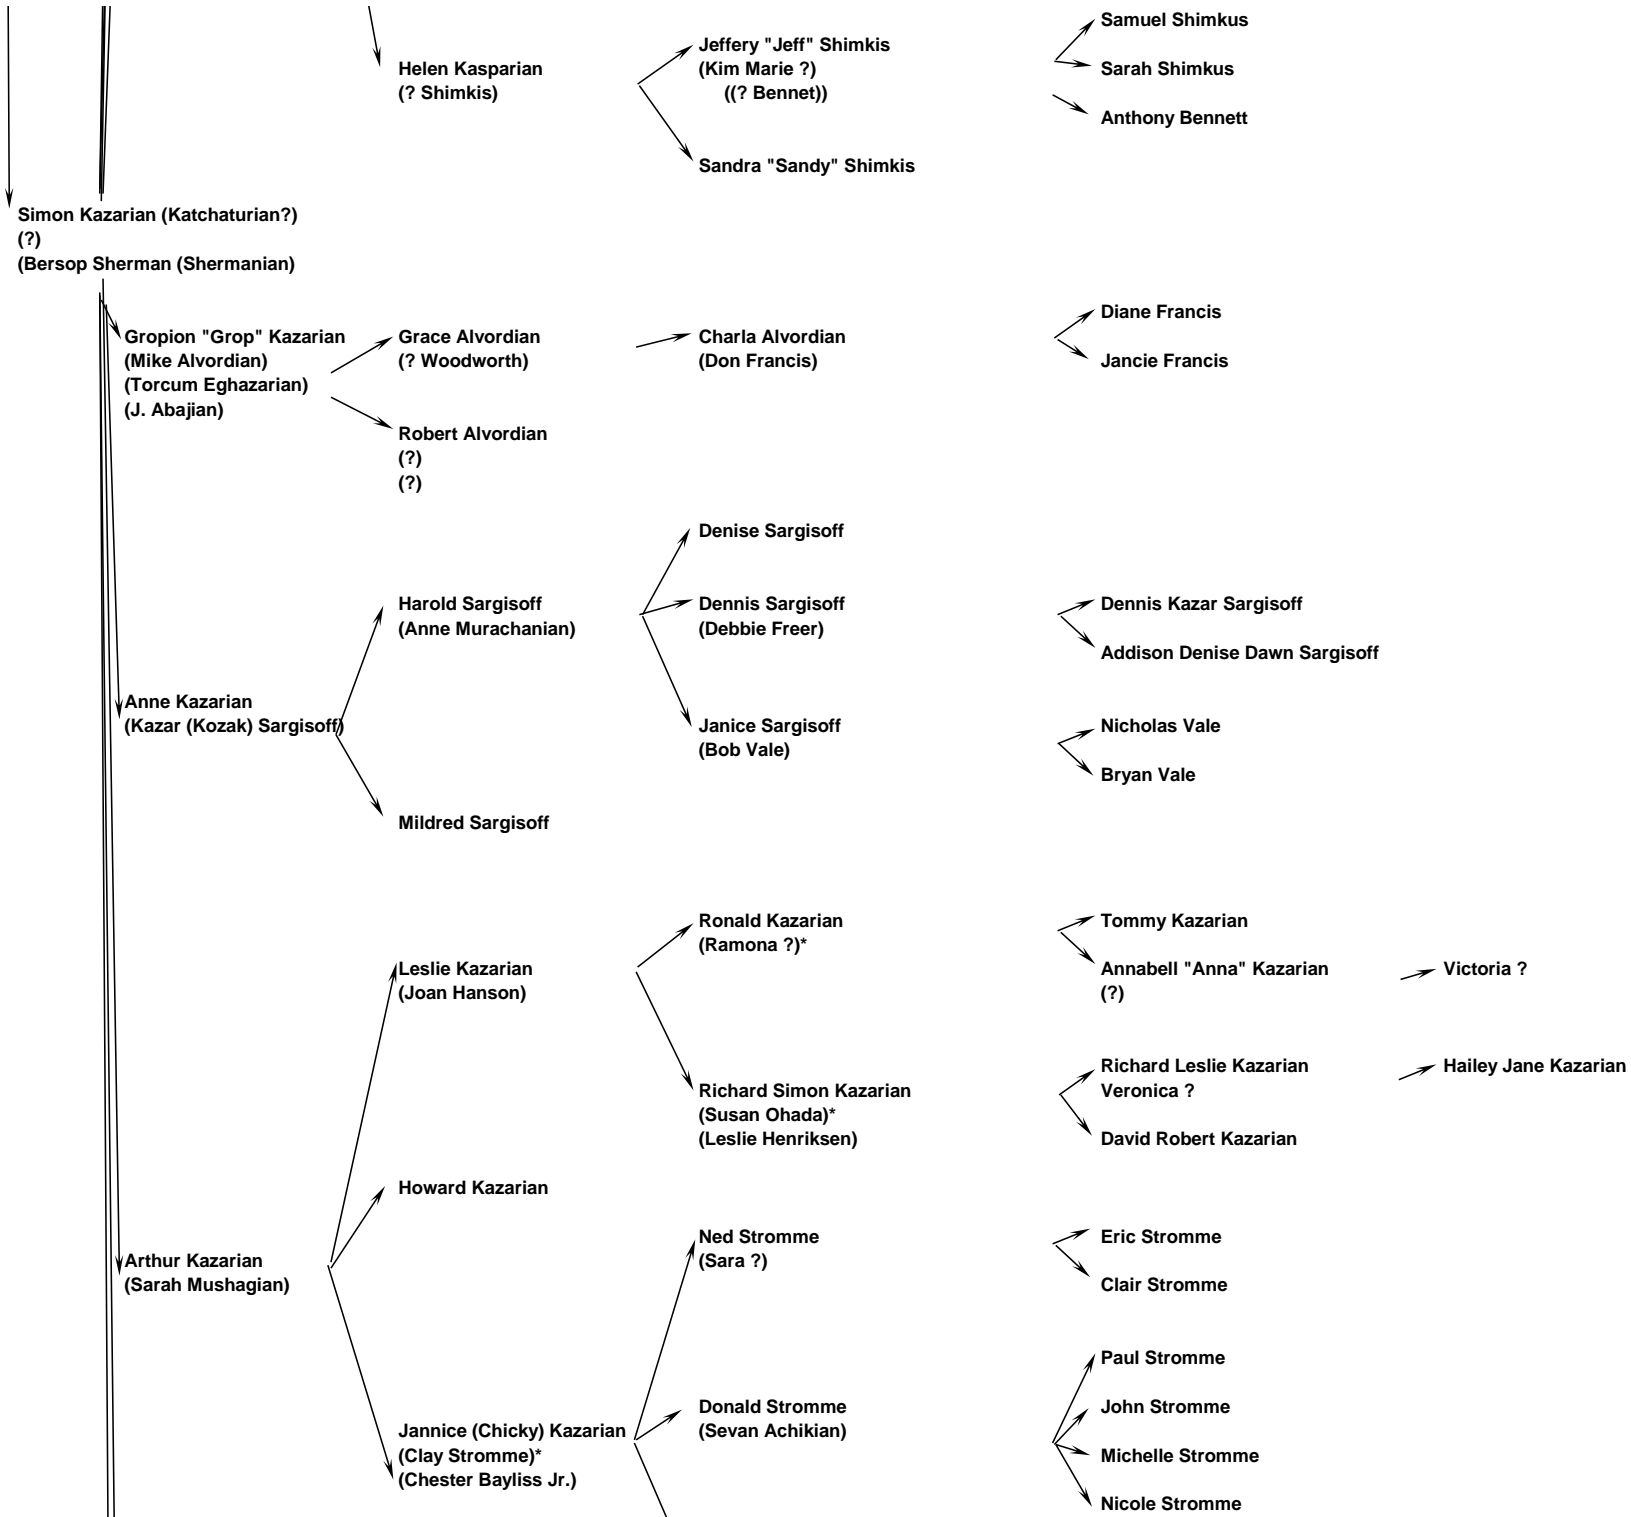 Samuel Shimkus
Jeffery "Jeff" Shimkis
Helen Kasparian
(Kim Marie ?)
Sarah Shimkus
(? Shimkis)
((? Bennet))
Anthony Bennett
Sandra "Sandy" Shimkis
Simon Kazarian (Katchaturian?)
(?)
(Bersop Sherman (Shermanian)
Diane Francis
Gropion "Grop" Kazarian
Grace Alvordian
Charla Alvordian
(Mike Alvordian)
(? Woodworth)
(Don Francis)
Jancie Francis
(Torcum Eghazarian)
(J. Abajian)
Robert Alvordian
(?)
(?)
Denise Sargisoff
Harold Sargisoff
Dennis Sargisoff
Dennis Kazar Sargisoff
(Anne Murachanian)
(Debbie Freer)
Addison Denise Dawn Sargisoff
Anne Kazarian
(Kazar (Kozak) Sargisoff)
Janice Sargisoff
Nicholas Vale
(Bob Vale)
Bryan Vale
Mildred Sargisoff
Ronald Kazarian
Tommy Kazarian
(Ramona ?)*
Leslie Kazarian
Annabell "Anna" Kazarian
Victoria ?
(Joan Hanson)
(?)
Richard Leslie Kazarian
Hailey Jane Kazarian
Richard Simon Kazarian
Veronica ?
(Susan Ohada)*
(Leslie Henriksen)
David Robert Kazarian
Howard Kazarian
Ned Stromme
Eric Stromme
Arthur Kazarian
(Sara ?)
(Sarah Mushagian)
Clair Stromme
Paul Stromme
Donald Stromme
John Stromme
Jannice (Chicky) Kazarian
(Sevan Achikian)
(Clay Stromme)*
Michelle Stromme
(Chester Bayliss Jr.)
Nicole Stromme